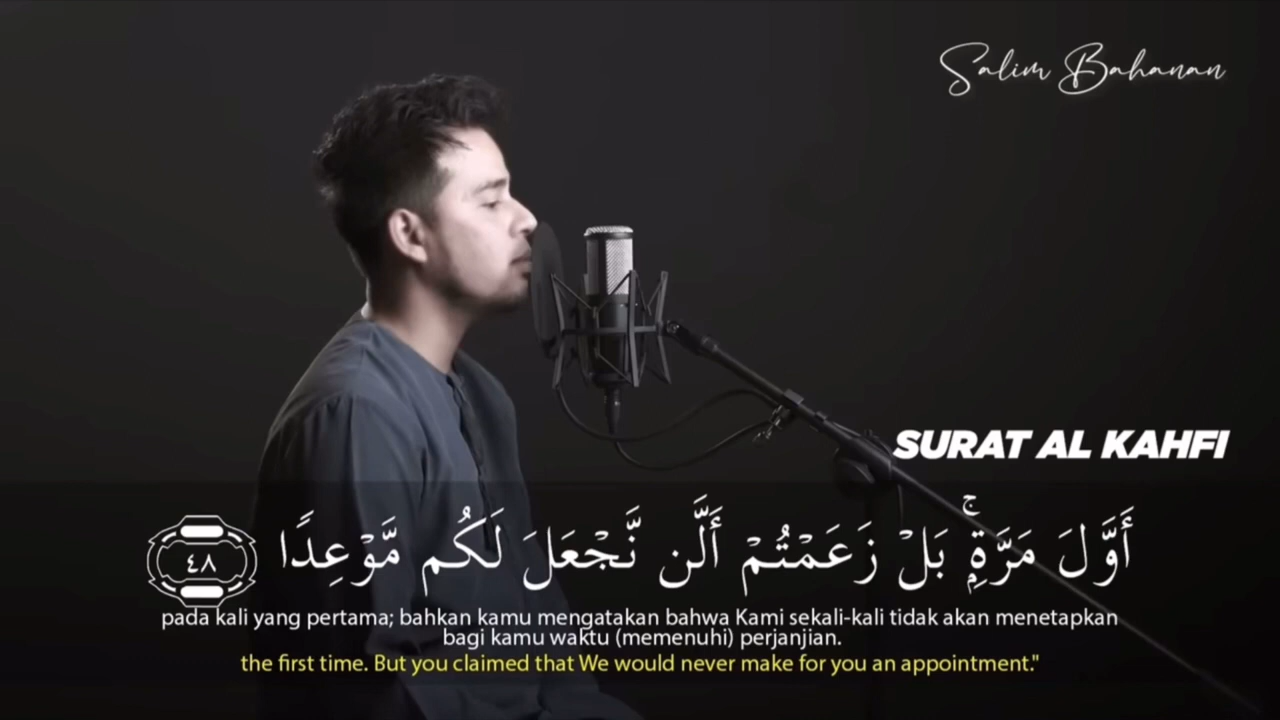 Salim Bahanan
SURAT AL KAHFI
أَوَّلَ مَرَّةٍۢ ۚ بَلْ زَعَمْتُمْ أَلَّن نَّجْعَلَ لَكُم مَّوْعِدًا ٤٨
pada kali yang pertama; bahkan kamu mengatakan bahwa Kami sekali-kali tidak akan menetapkan
bagi kamu waktu (memenuhi) perjanjian.
the first time. But you claimed that We would never make for you an appointment."